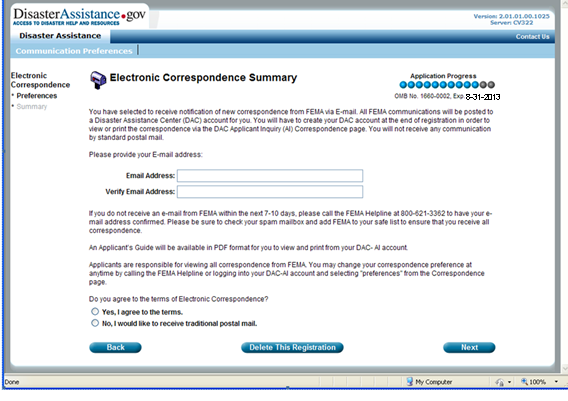 DisasterAssistance.gov
ACCESS TO DISASTER HELP AND RESOURCES
Version: 2.01.01.00.1025
Server: CV322
Disaster Assistance
Contact Us
Communication Preferences
Electronic
Correspondence
* Preferences
* Summary
Electronic Correspondence Summary
Application Progress
OMB No. 1660-0002, Exp. 8-31-2013
You have selected to receive notification of new correspondence from FEMA via E-mail. All FEMA communications will be posted
to a Disaster Assistance Center (DAC) account for you. You will have to create your DAC account at the end of registration in order to
view or print the correspondence via the DAC Applicant Inquiry (AI) Correspondence page. You will not receive any communication
by standard postal mail.
Please provide your E-mail address:
Email Address:
Verify Email Address:
If you do not receive an e-mail from FEMA within the next 7-10 days, please call the FEMA Helpline at 800-621-3362 to have your e-
mail address confirmed. Please be sure to check your spam mailbox and add FEMA to your safe list to ensure that you receive all
correspondence.
An Applicant's Guide will be available in PDF format for you to view and print from your DAC- AI account.
Applicants are responsible for viewing all correspondence from FEMA. You may change your correspondence preference at
anytime by calling the FEMA Helpline or logging into your DAC-AI account and selecting "preferences" from the Correspondence
page.
Do you agree to the terms of Electronic Correspondence?
Yes, I agree to the terms.
No, I would like to receive traditional postal mail.
Back
Delete This Registration
Next
Done
My Computer
100%